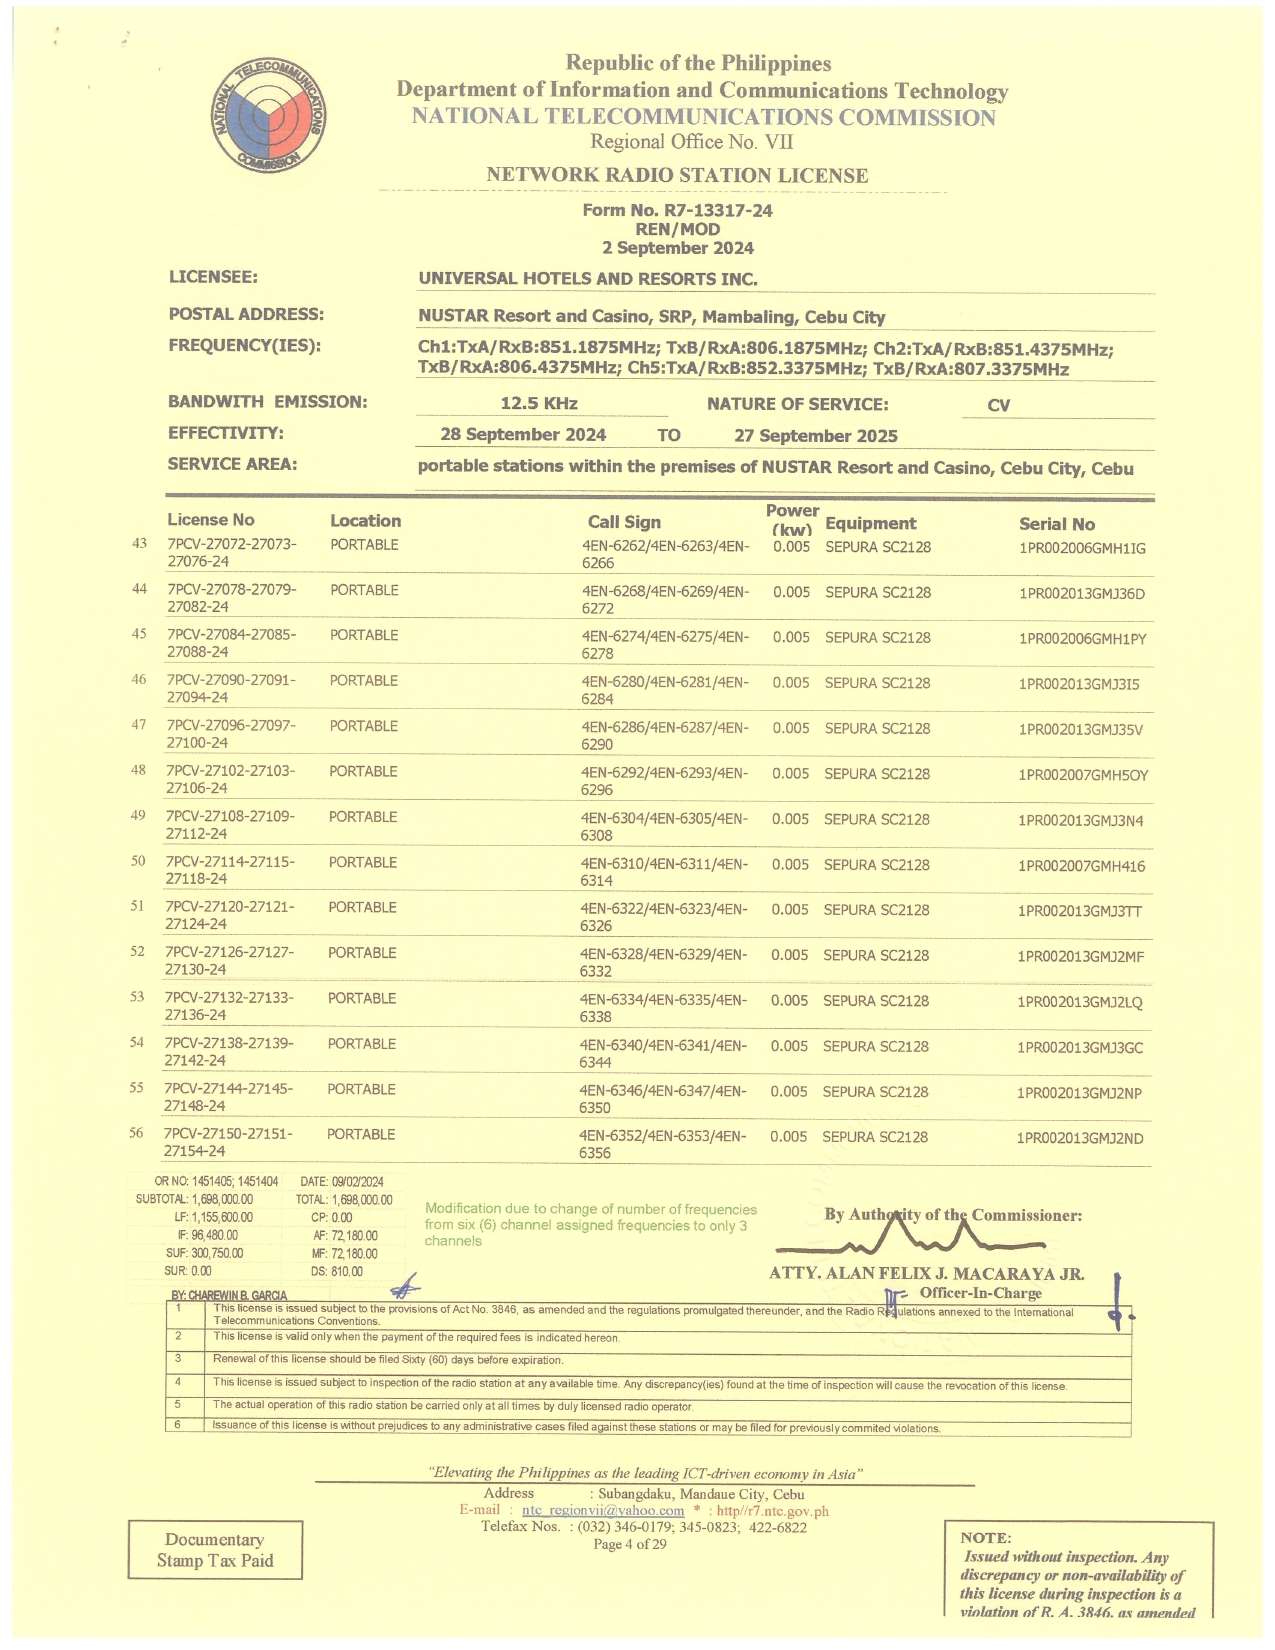 NATIONAL TELECOMMUNICATIONS COMMISSION
Republic of the Philippines
Department of Information and Communications Technology
NATIONAL TELECOMMUNICATIONS COMMISSION
Regional Office No. VII
NETWORK RADIO STATION LICENSE
Form No. R7-13317-24
REN/MOD
2 September 2024
LICENSEE: UNIVERSAL HOTELS AND RESORTS INC.
POSTAL ADDRESS: NUSTAR Resort and Casino, SRP, Mambaling, Cebu City
FREQUENCY(IES): Ch1:TxA/RxB:851.1875MHz; TxB/RxA:806.1875MHz; Ch2:TxA/RxB:851.4375MHz;
TxB/RxA:806.4375MHz; Ch5:TxA/RxB:852.3375MHz; TxB/RxA:807.3375MHz
BANDWITH EMISSION: 12.5 KHz NATURE OF SERVICE: CV
EFFECTIVITY: 28 September 2024 TO 27 September 2025
SERVICE AREA: portable stations within the premises of NUSTAR Resort and Casino, Cebu City, Cebu
License No Location Call Sign Power (kw) Equipment Serial No
43 7PCV-27072-27073- PORTABLE 4EN-6262/4EN-6263/4EN- 0.005 SEPURA SC2128 1PR002006GMH1IG
27076-24 6266
44 7PCV-27078-27079- PORTABLE 4EN-6268/4EN-6269/4EN- 0.005 SEPURA SC2128 1PR002013GMJ36D
27082-24 6272
45 7PCV-27084-27085- PORTABLE 4EN-6274/4EN-6275/4EN- 0.005 SEPURA SC2128 1PR002006GMH1PY
27088-24 6278
46 7PCV-27090-27091- PORTABLE 4EN-6280/4EN-6281/4EN- 0.005 SEPURA SC2128 1PR002013GMJ3I5
27094-24 6284
47 7PCV-27096-27097- PORTABLE 4EN-6286/4EN-6287/4EN- 0.005 SEPURA SC2128 1PR002013GMJ35V
27100-24 6290
48 7PCV-27102-27103- PORTABLE 4EN-6292/4EN-6293/4EN- 0.005 SEPURA SC2128 1PR002007GMH5OY
27106-24 6296
49 7PCV-27108-27109- PORTABLE 4EN-6304/4EN-6305/4EN- 0.005 SEPURA SC2128 1PR002013GMJ3N4
27112-24 6308
50 7PCV-27114-27115- PORTABLE 4EN-6310/4EN-6311/4EN- 0.005 SEPURA SC2128 1PR002007GMH416
27118-24 6314
51 7PCV-27120-27121- PORTABLE 4EN-6322/4EN-6323/4EN- 0.005 SEPURA SC2128 1PR002013GMJ3TT
27124-24 6326
52 7PCV-27126-27127- PORTABLE 4EN-6328/4EN-6329/4EN- 0.005 SEPURA SC2128 1PR002013GMJ2MF
27130-24 6332
53 7PCV-27132-27133- PORTABLE 4EN-6334/4EN-6335/4EN- 0.005 SEPURA SC2128 1PR002013GMJ2LQ
27136-24 6338
54 7PCV-27138-27139- PORTABLE 4EN-6340/4EN-6341/4EN- 0.005 SEPURA SC2128 1PR002013GMJ3GC
27142-24 6344
55 7PCV-27144-27145- PORTABLE 4EN-6346/4EN-6347/4EN- 0.005 SEPURA SC2128 1PR002013GMJ2NP
27148-24 6350
56 7PCV-27150-27151- PORTABLE 4EN-6352/4EN-6353/4EN- 0.005 SEPURA SC2128 1PR002013GMJ2ND
27154-24 6356
OR NO: 1451405; 1451404 DATE: 09/02/2024
SUBTOTAL: 1,698,000.00 TOTAL: 1,698,000.00
LF: 1,155,600.00 CP: 0.00
IF: 96,480.00 AF: 72,180.00
SUF: 300,750.00 MF: 72,180.00
SUR: 0.00 DS: 810.00
BY: CHAREWIN B. GARCIA
Modification due to change of number of frequencies
from six (6) channel assigned frequencies to only 3
channels
By Authority of the Commissioner:
ATTY. ALAN FELIX J. MACARAYA JR.
Officer-In-Charge
1 This license is issued subject to the provisions of Act No. 3846, as amended and the regulations promulgated thereunder, and the Radio Regulations annexed to the International
Telecommunications Conventions.
2 This license is valid only when the payment of the required fees is indicated hereon.
3 Renewal of this license should be filed Sixty (60) days before expiration.
4 This license is issued subject to inspection of the radio station at any available time. Any discrepancy(ies) found at the time of inspection will cause the revocation of this license.
5 The actual operation of this radio station be carried only at all times by duly licensed radio operator.
6 Issuance of this license is without prejudices to any administrative cases filed against these stations or may be filed for previously commited violations.
"Elevating the Philippines as the leading ICT-driven economy in Asia"
Address : Subangdaku, Mandaue City, Cebu
E-mail : ntc_regionvii@yahoo.com * : http//r7.ntc.gov.ph
Telefax Nos. : (032) 346-0179; 345-0823; 422-6822
Page 4 of 29
Documentary
Stamp Tax Paid
NOTE:
Issued without inspection. Any
discrepancy or non-availability of
this license during inspection is a
violation of R. A. 3846, as amended